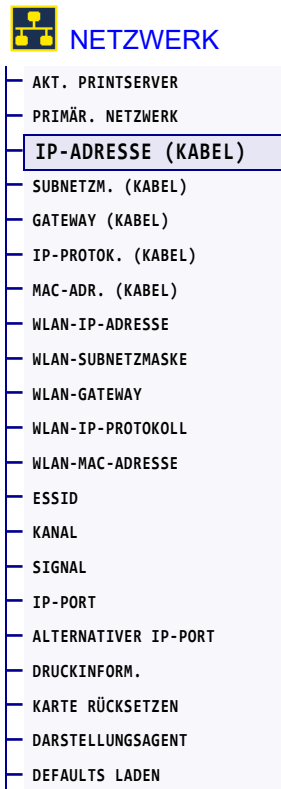 NETZWERK
AKT. PRINTSERVER
PRIMÄR. NETZWERK
IP-ADRESSE (KABEL)
SUBNETZM. (KABEL)
GATEWAY (KABEL)
IP-PROTOK. (KABEL)
MAC-ADR. (KABEL)
WLAN-IP-ADRESSE
WLAN-SUBNETZMASKE
WLAN-GATEWAY
WLAN-IP-PROTOKOLL
WLAN-MAC-ADRESSE
ESSID
KANAL
SIGNAL
IP-PORT
ALTERNATIVER IP-PORT
DRUCKINFORM.
KARTE RÜCKSETZEN
DARSTELLUNGSAGENT
DEFAULTS LADEN